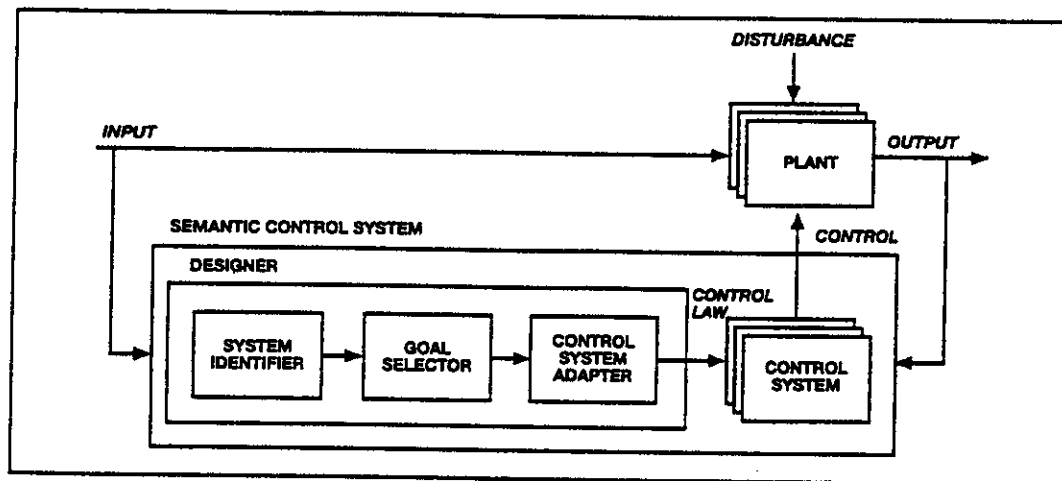 DISTURBANCE
INPUT
PLANT
OUTPUT
SEMANTIC CONTROL SYSTEM
CONTROL
DESIGNER
CONTROL
LAW
SYSTEM
IDENTIFIER
GOAL
SELECTOR
CONTROL
SYSTEM
ADAPTER
CONTROL
SYSTEM